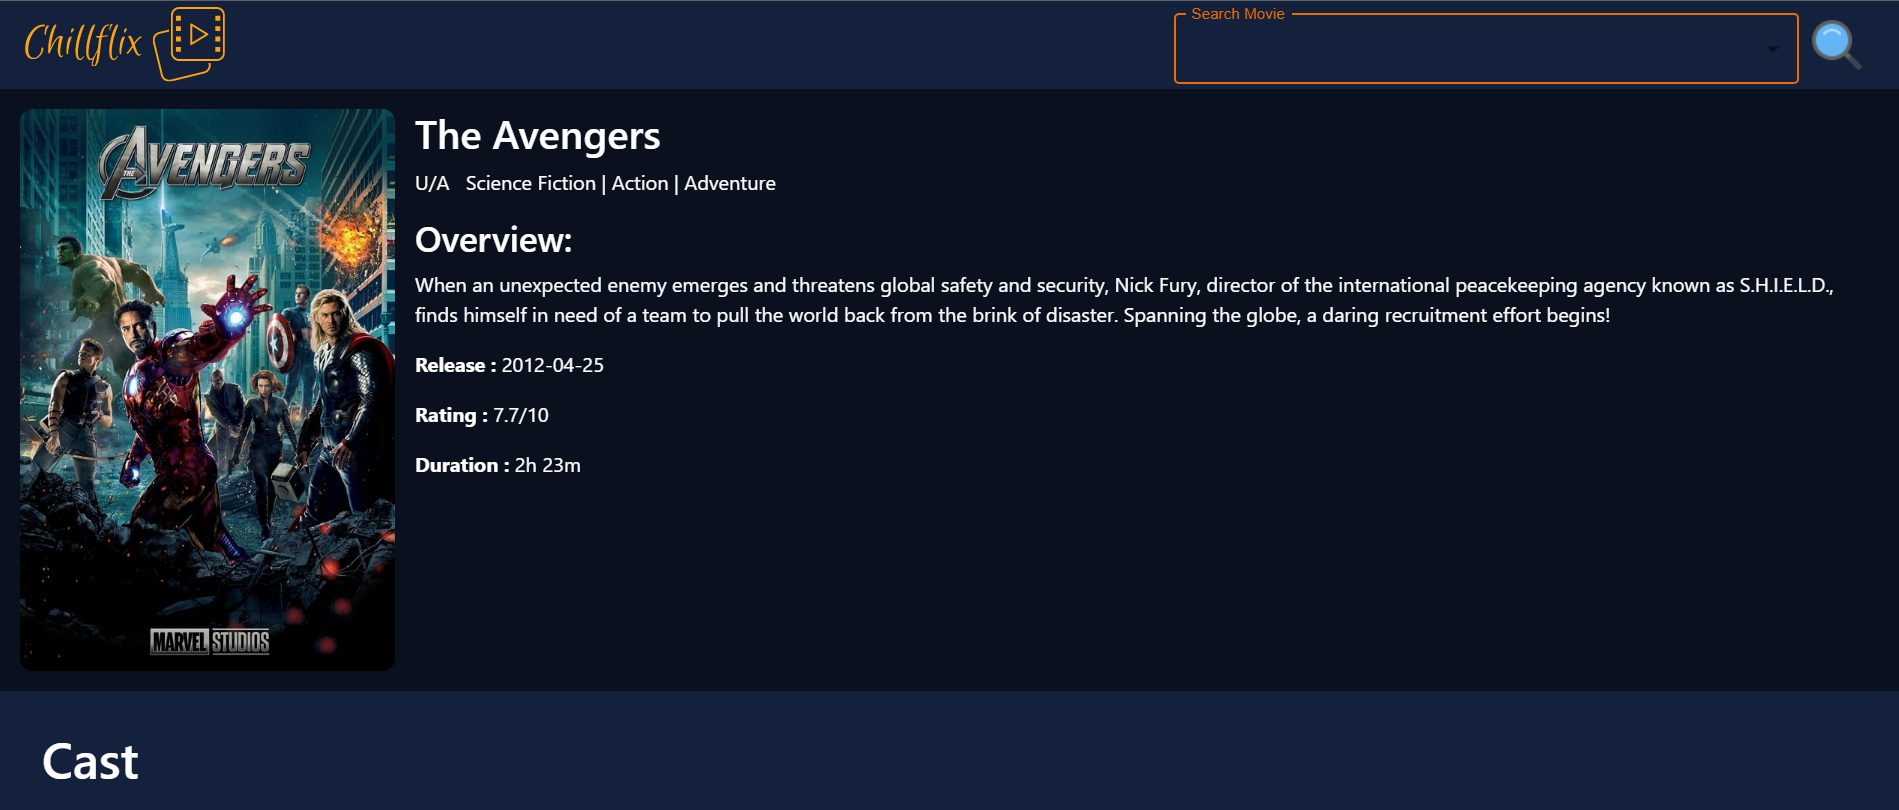 Chillflix
Search Movie
THE AVENGERS
MARVEL STUDIOS
The Avengers
U/A Science Fiction | Action | Adventure
Overview:
When an unexpected enemy emerges and threatens global safety and security, Nick Fury, director of the international peacekeeping agency known as S.H.I.E.L.D.,
finds himself in need of a team to pull the world back from the brink of disaster. Spanning the globe, a daring recruitment effort begins!
Release : 2012-04-25
Rating : 7.7/10
Duration : 2h 23m
Cast